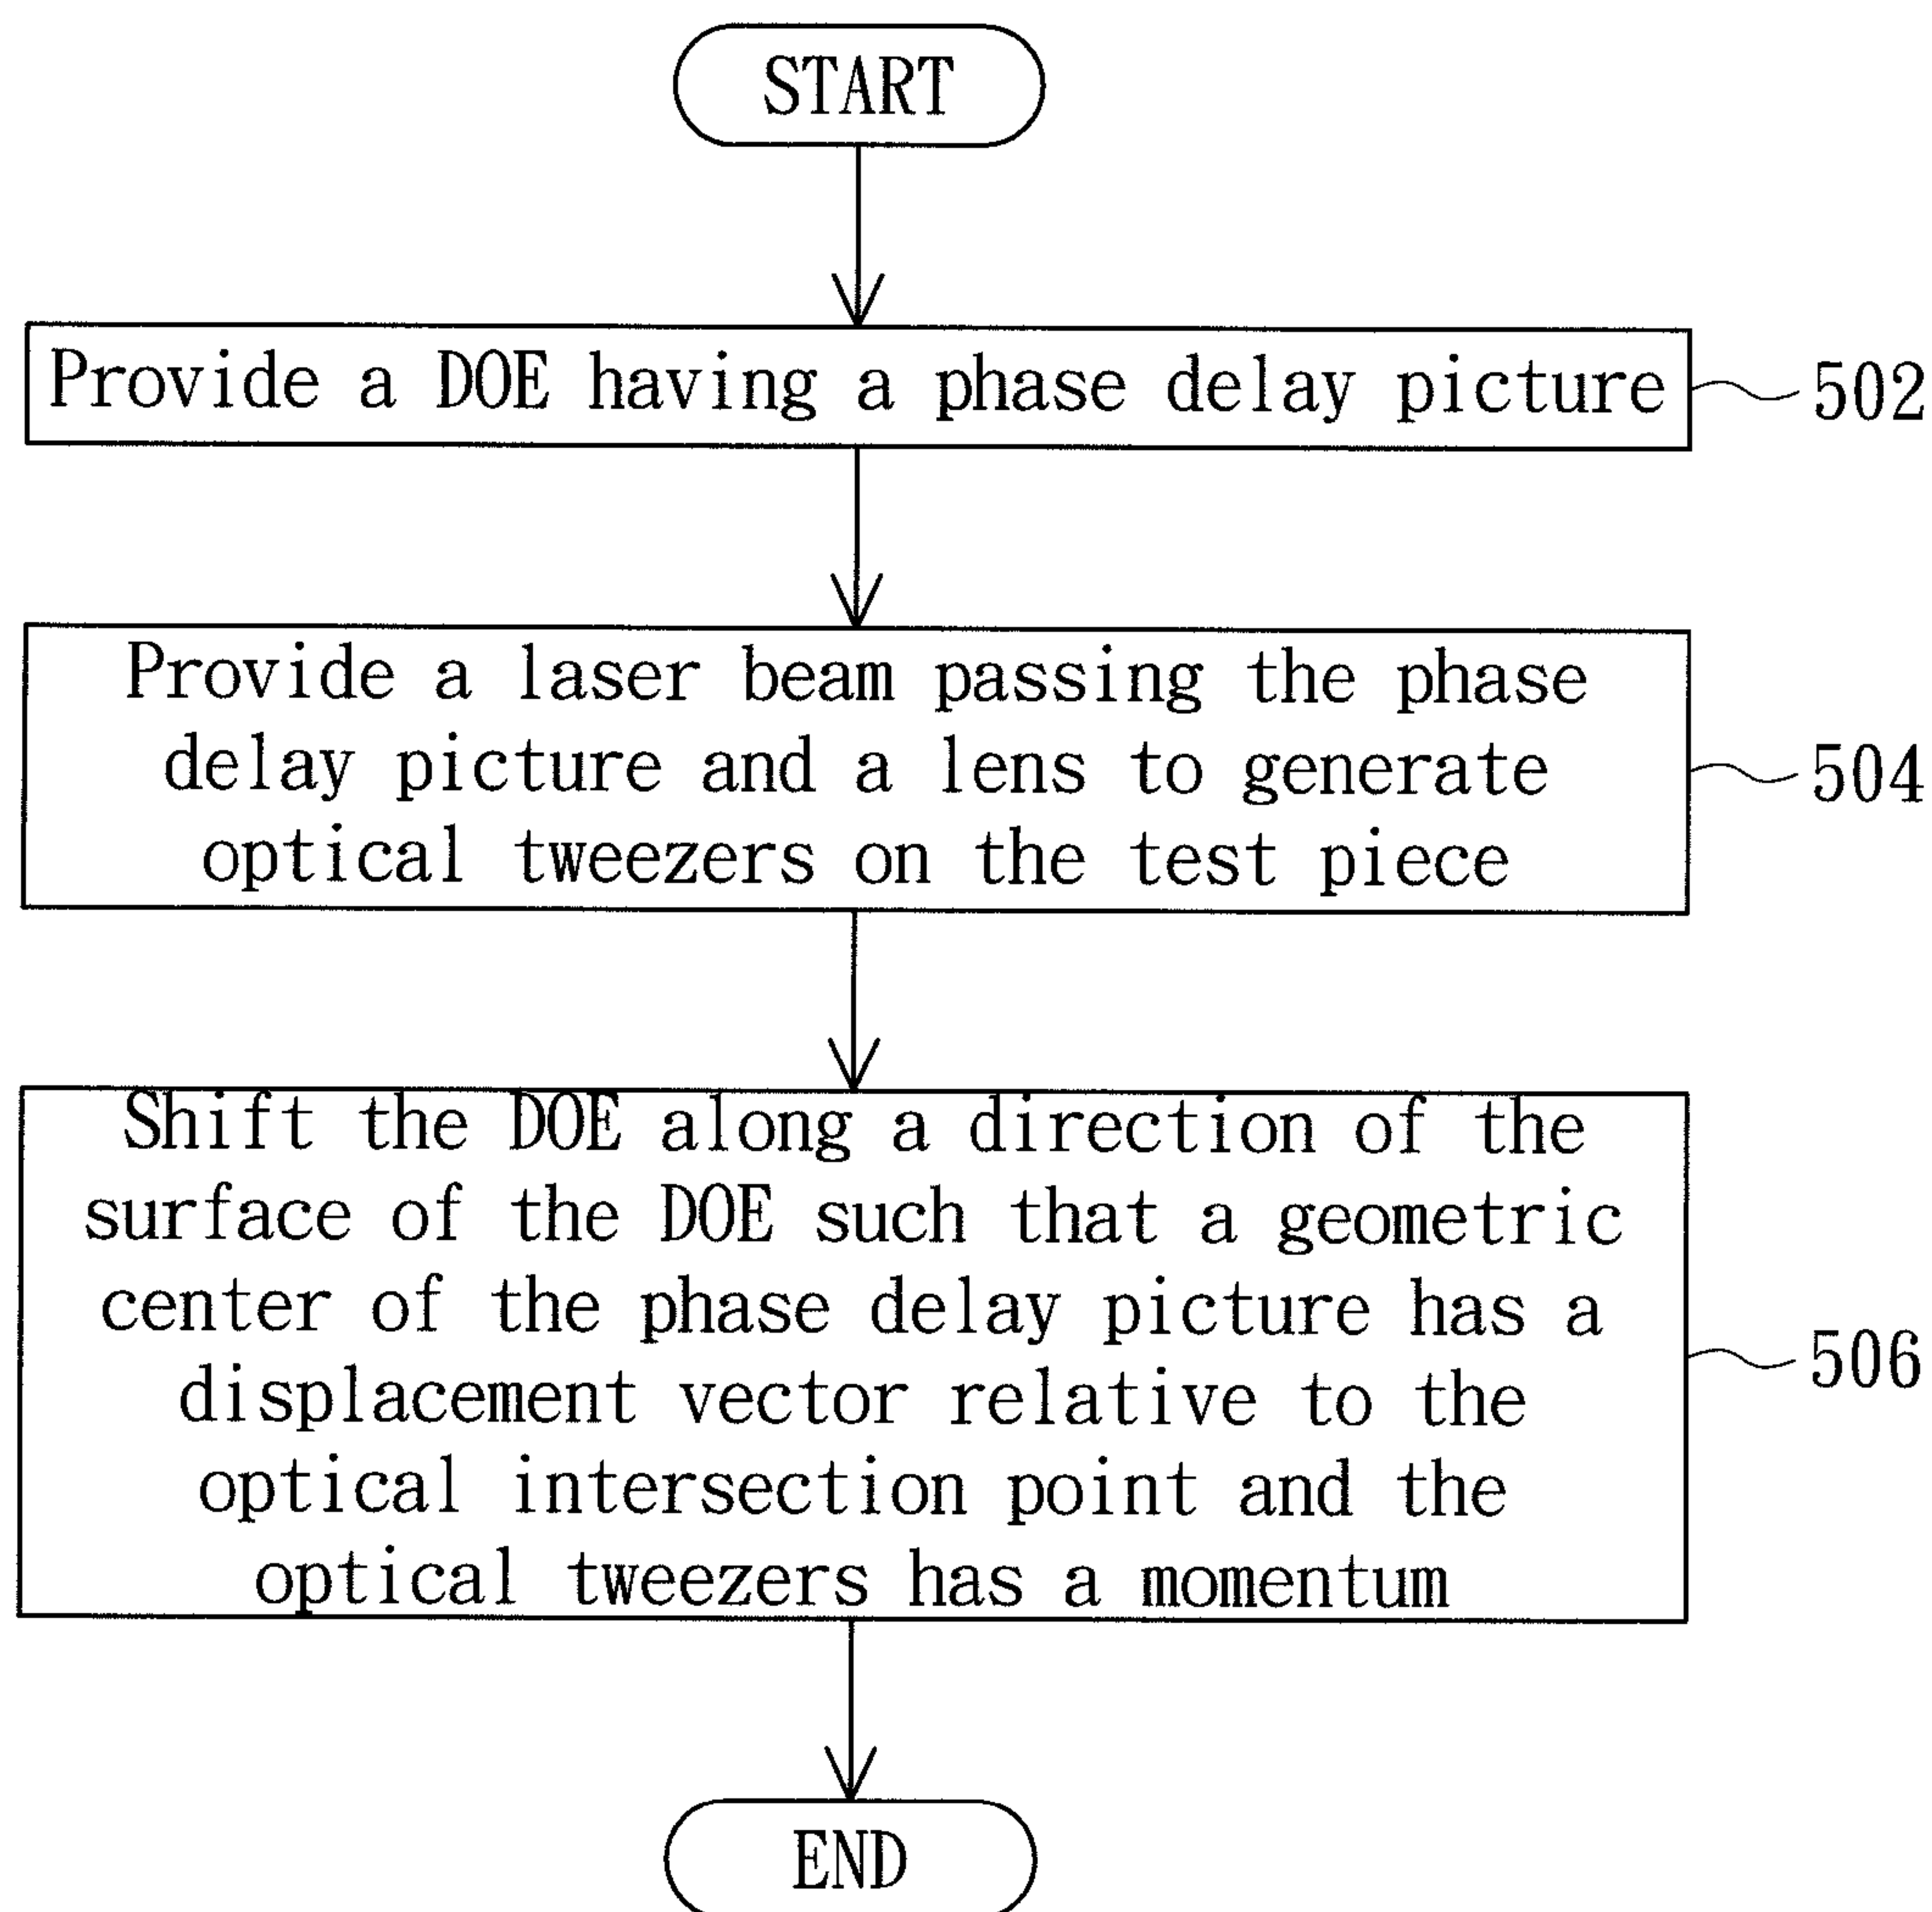 START
Provide a DOE having a phase delay picture
502
Provide a laser beam passing the phase
delay picture and a lens to generate
optical tweezers on the test piece
504
Shift the DOE along a direction of the
surface of the DOE such that a geometric
center of the phase delay picture has a
displacement vector relative to the
optical intersection point and the
optical tweezers has a momentum
506
END